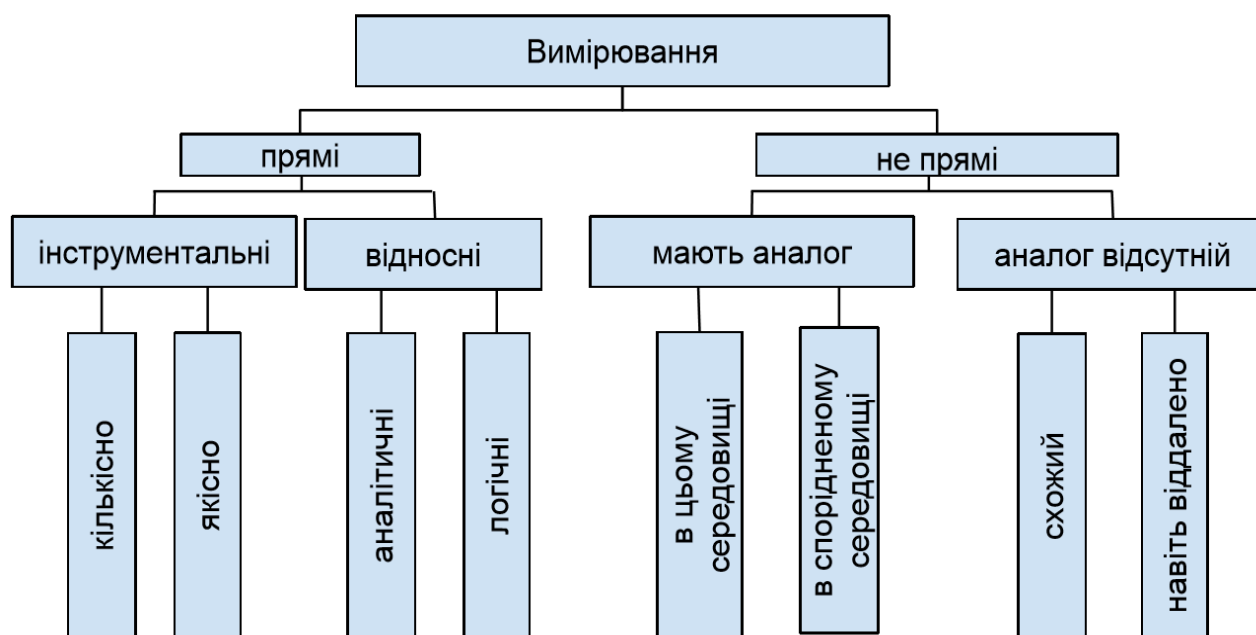 Вимірювання
прямі
не прямі
інструментальні
відносні
мають аналог
аналог відсутній
кількісно
якісно
аналітичні
логічні
в цьому
середовищі
в спорідненому
середовищі
схожий
навіть віддалено